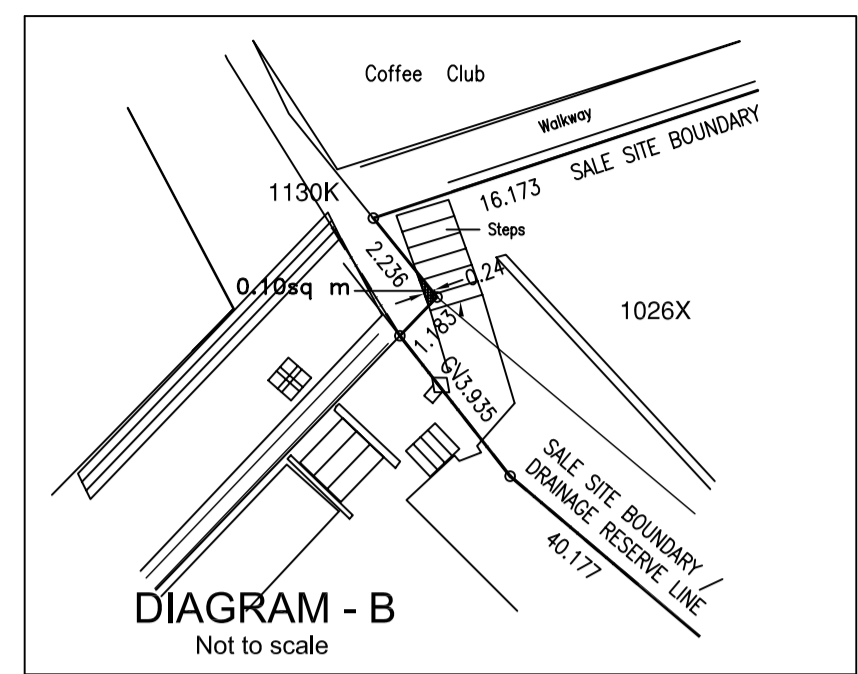 Coffee Club
Walkway
SALE SITE BOUNDARY
1130K
16.173
Steps
2.236
0.24
0.10sq m
1026X
1.183
CV3.935
SALE SITE BOUNDARY /
DRAINAGE RESERVE LINE
40.177
DIAGRAM - B
Not to scale